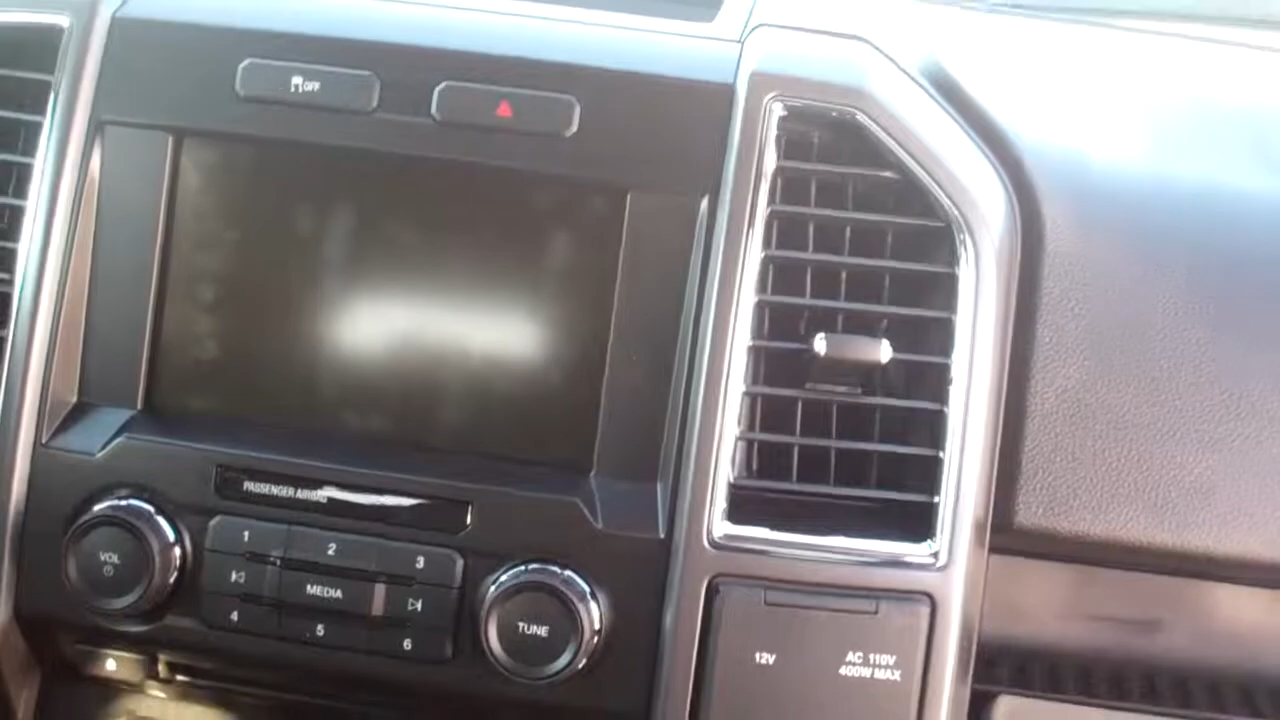 OFF
PASSENGER AIRBAG
1
2
3
VOL
MEDIA
4
5
6
TUNE
12V
AC 110V
400W MAX